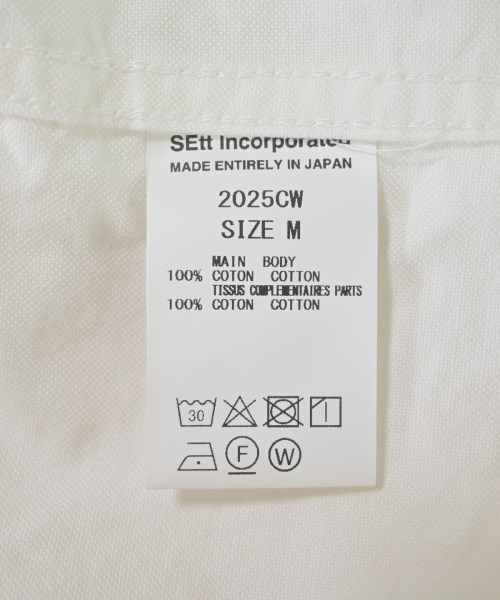 SEtt Incorporated
MADE ENTIRELY IN JAPAN
2025CW
SIZE M
MAIN BODY
100% COTON COTTON
TISSUS COMPLEMENTAIRES PARTS
100% COTON COTTON
30
F W